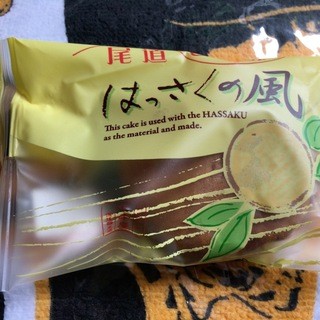 尾道
はっさくの風
This cake is used with the HASSAKU
as the material and made.